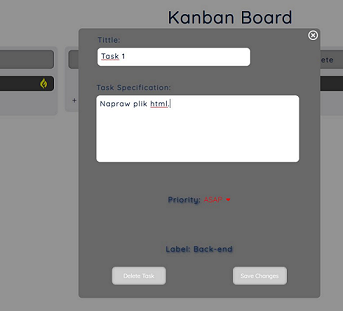 Kanban Board
Tittle:
Task 1
ete
Task Specification:
+
Napraw plik html.
Priority: ASAP
Label: Back-end
Delete Task
Save Changes